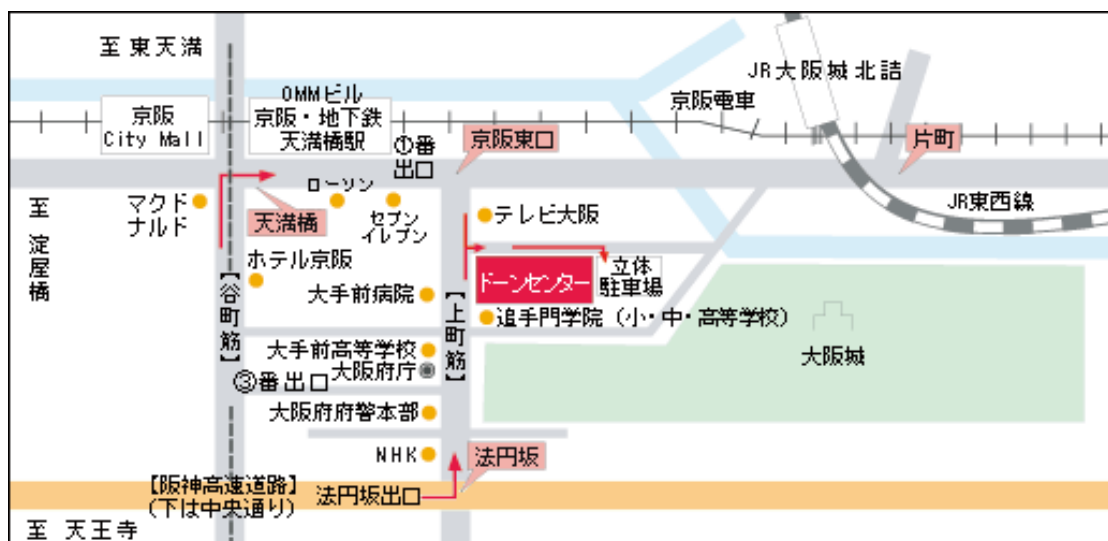 至 東天満
JR大阪城北詰
OMMビル
京阪
City Mall
京阪・地下鉄
天満橋駅
①番
出口
京阪電車
京阪東口
片町
ローソン
至 淀屋橋
マクド
ナルド
天満橋
セブン
イレブン
テレビ大阪
JR東西線
ホテル京阪
【谷町筋】
大手前病院
【上町筋】
ドーンセンター
立体
駐車場
追手門学院（小・中・高等学校）
大阪城
大手前高等学校
大阪府庁
③番出口
大阪府府警本部
NHK
法円坂
【阪神高速道路】
（下は中央通り）
法円坂出口
至 天王寺